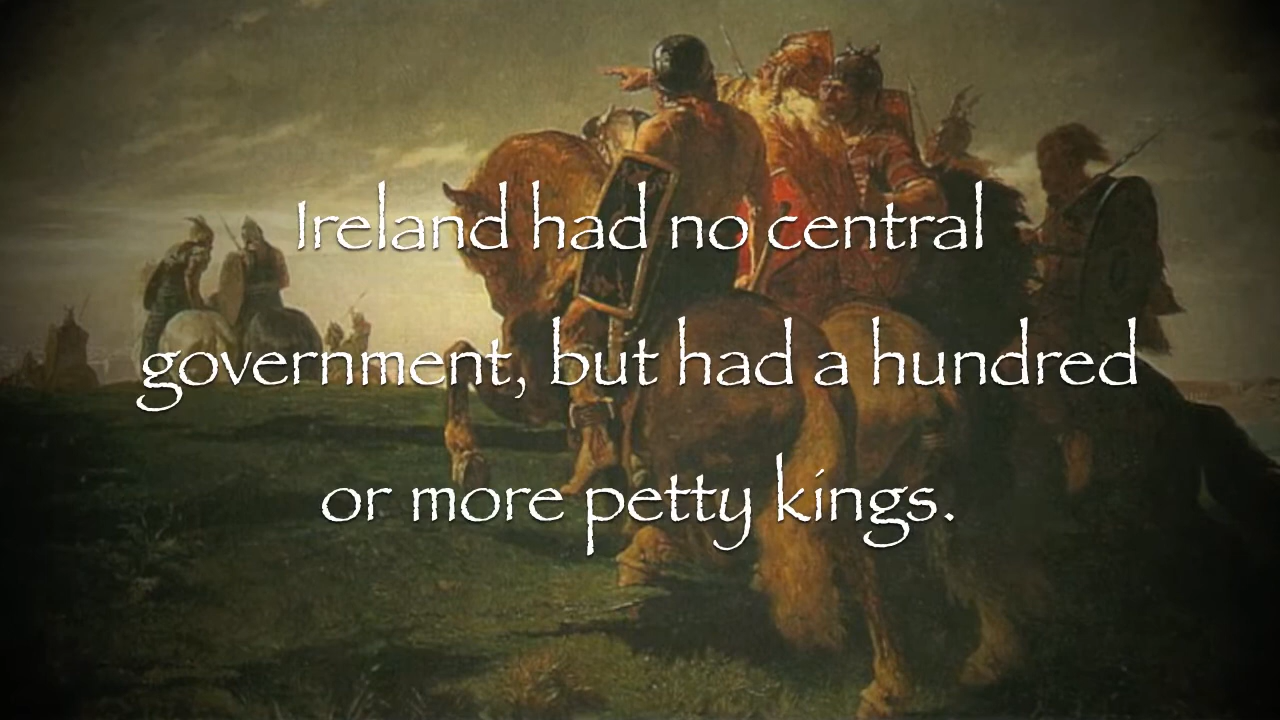 Ireland had no central
government, but had a hundred
or more petty kings.